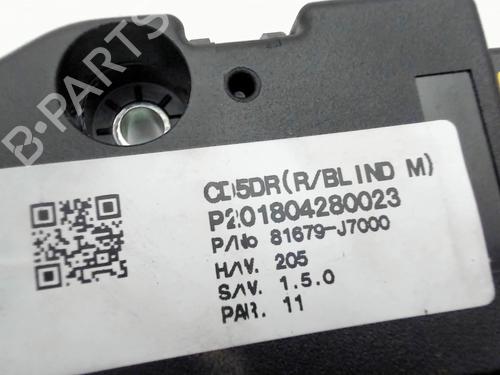 B-PARTS
CD5DR(R/BLIND M)
P201804280023
P/No 81679-J7000
H/W. 205
S/W. 1.5.0
PAR. 11